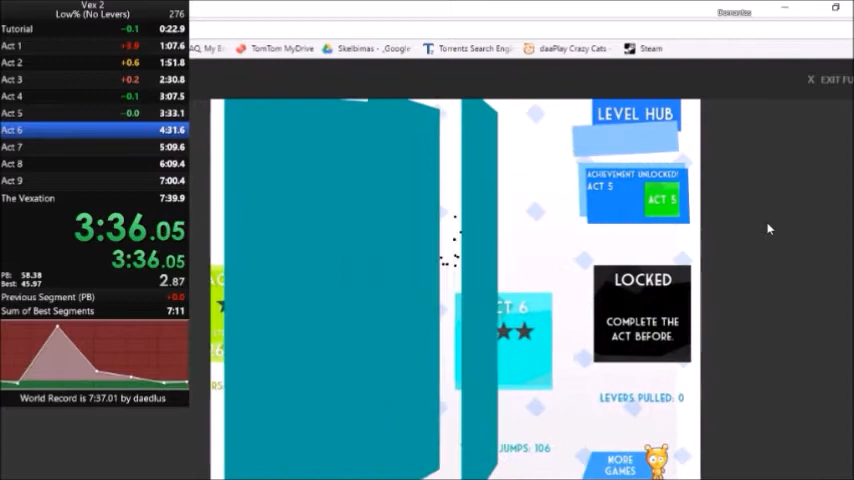 Vex 2
Low% (No Levers) 276
Tutorial -0.1 0:22.9
Act 1 +3.9 1:07.6
Act 2 +0.6 1:51.8
Act 3 +0.2 2:30.8
Act 4 -0.1 3:07.5
Act 5 -0.0 3:33.1
Act 6 4:31.6
Act 7 5:09.6
Act 8 6:09.4
Act 9 7:00.4
The Vexation 7:39.9
3:36.05
3:36.05
PB: 58.38
Best: 45.97
2.87
Previous Segment (PB) +0.0
Sum of Best Segments 7:11
World Record is 7:37.01 by daedlus
AQ, My B
TomTom MyDrive
Skelbimas - ,Google
Torrentz Search Engi
daaPlay Crazy Cats
Steam
X EXIT FU
LEVEL HUB
ACHIEVEMENT UNLOCKED!
ACT 5
ACT 5
CT 6
LOCKED
COMPLETE THE
ACT BEFORE.
LEVERS PULLED: 0
JUMPS: 106
MORE
GAMES